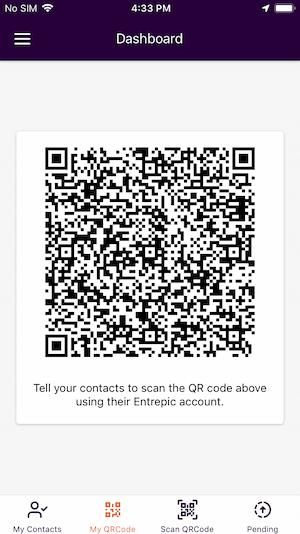 No SIM 4:33 PM
Dashboard
Tell your contacts to scan the QR code above
using their Entrepic account.
My Contacts My QRCode Scan QRCode Pending